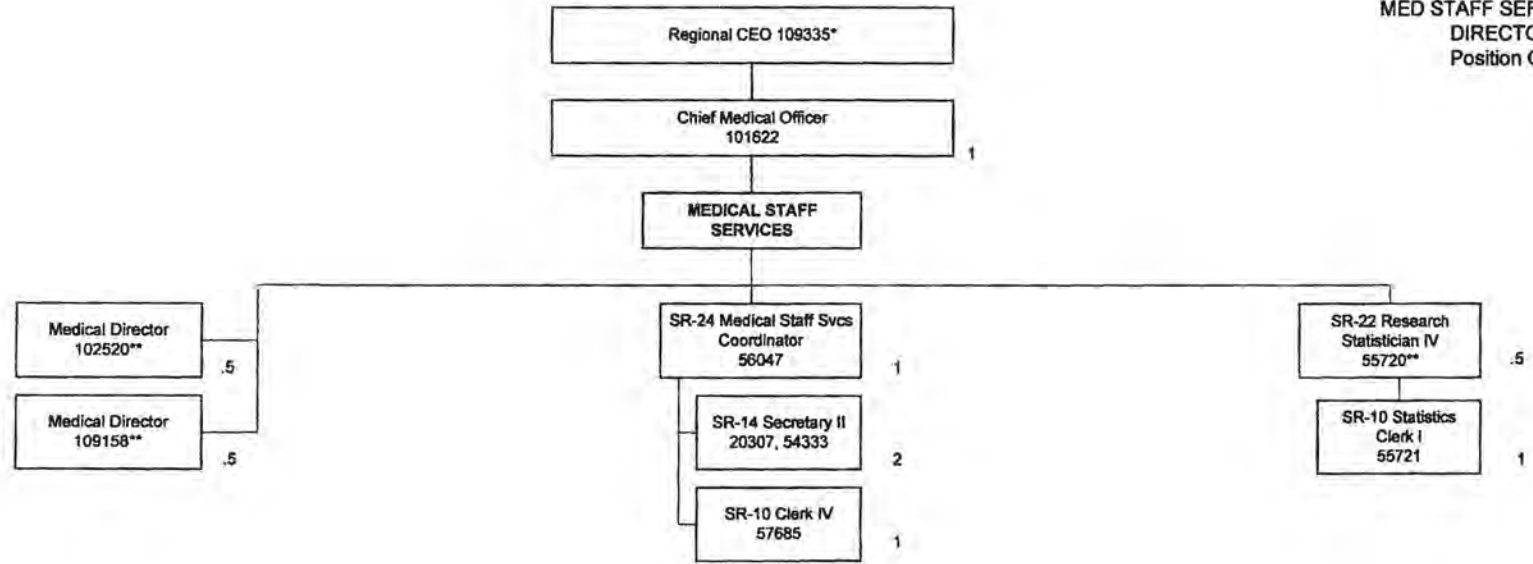 MED STAFF
DIRECTO
Position
Regional CEO 109335*
Chief Medical Officer
101622
1
MEDICAL STAFF
SERVICES
Medical Director
102520**
.5
Medical Director
109158**
.5
SR-24 Medical Staff Svcs
Coordinator
56047
1
SR-14 Secretary II
20307, 54333
2
SR-10 Clerk IV
57685
1
SR-22 Research
Statistician IV
55720**
.5
SR-10 Statistics
Clerk I
55721
1